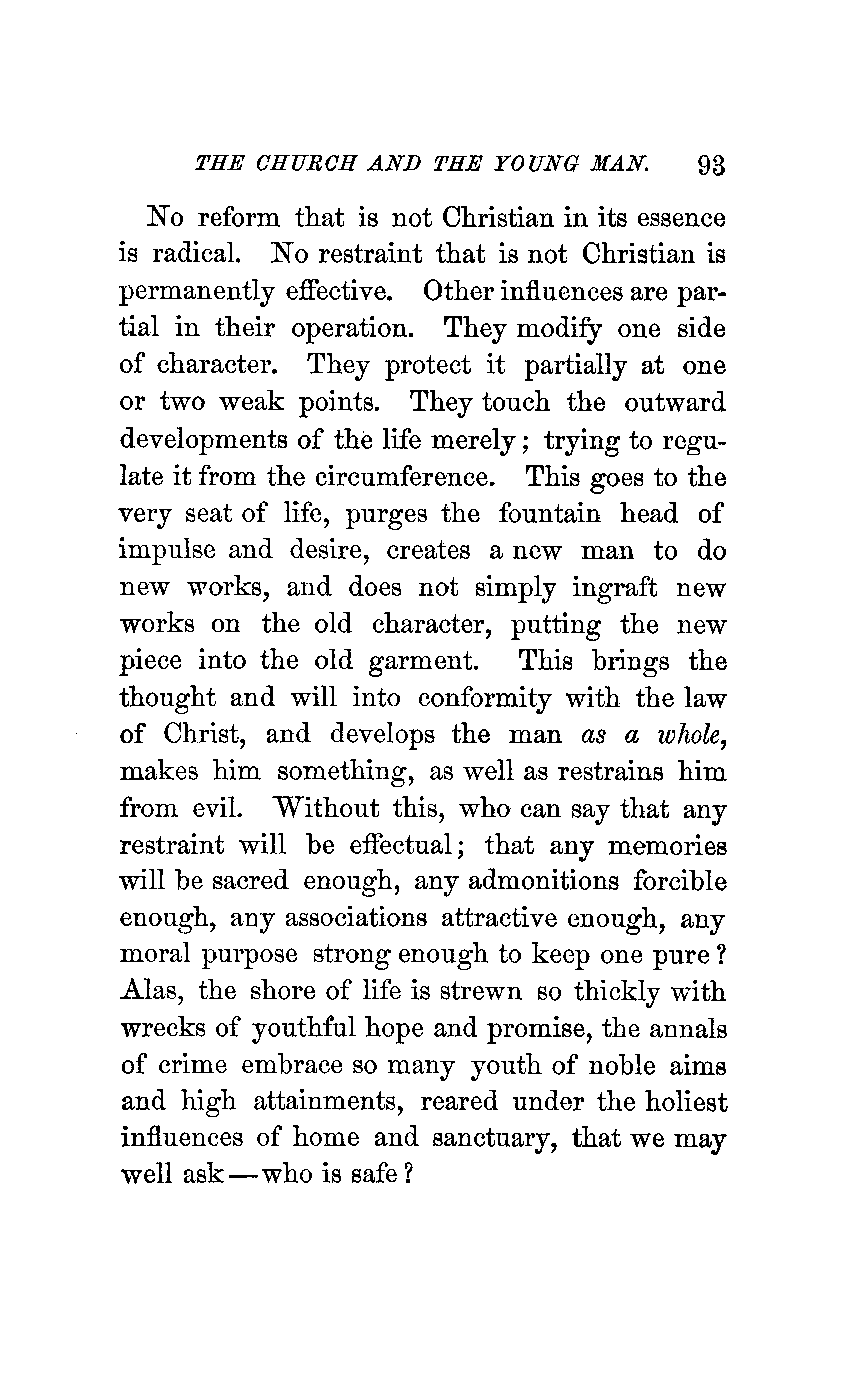 THE CHURCH AND THE YOUNG MAN. 93
No reform that is not Christian in its essence
is radical. No restraint that is not Christian is
permanently effective. Other influences are par-
tial in their operation. They modify one side
of character. They protect it partially at one
or two weak points. They touch the outward
developments of the life merely; trying to regu-
late it from the circumference. This goes to the
very seat of life, purges the fountain head of
impulse and desire, creates a new man to do
new works, and does not simply ingraft new
works on the old character, putting the new
piece into the old garment. This brings the
thought and will into conformity with the law
of Christ, and develops the man as a whole,
makes him something, as well as restrains him
from evil. Without this, who can say that any
restraint will be effectual; that any memories
will be sacred enough, any admonitions forcible
enough, any associations attractive enough, any
moral purpose strong enough to keep one pure?
Alas, the shore of life is strewn so thickly with
wrecks of youthful hope and promise, the annals
of crime embrace so many youth of noble aims
and high attainments, reared under the holiest
influences of home and sanctuary, that we may
well ask—who is safe?